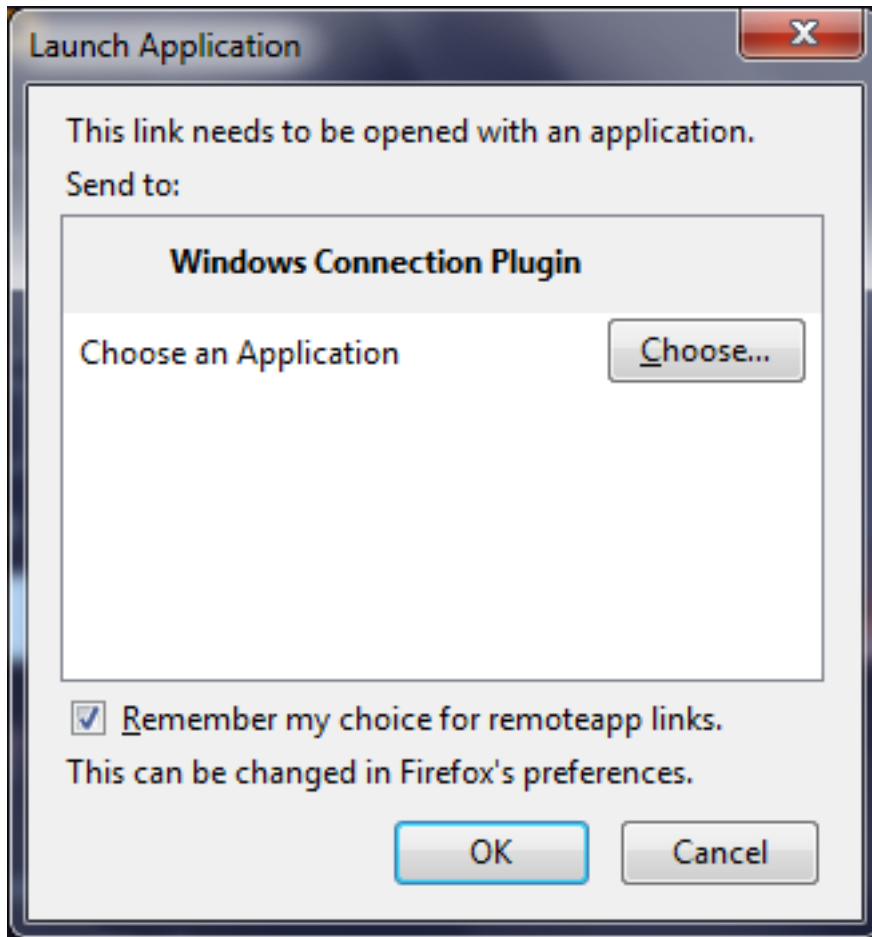 Launch Application
This link needs to be opened with an application.
Send to:
Windows Connection Plugin
Choose an Application
Choose...
Remember my choice for remoteapp links.
This can be changed in Firefox's preferences.
OK
Cancel